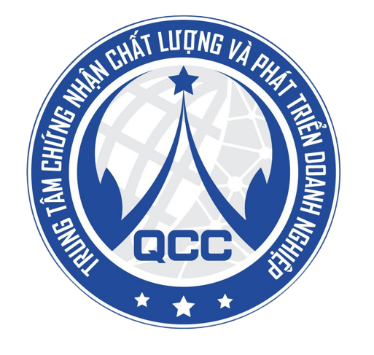 TRUNG TÂM CHỨNG NHẬN CHẤT LƯỢNG VÀ PHÁT TRIỂN DOANH NGHIỆP
QCC